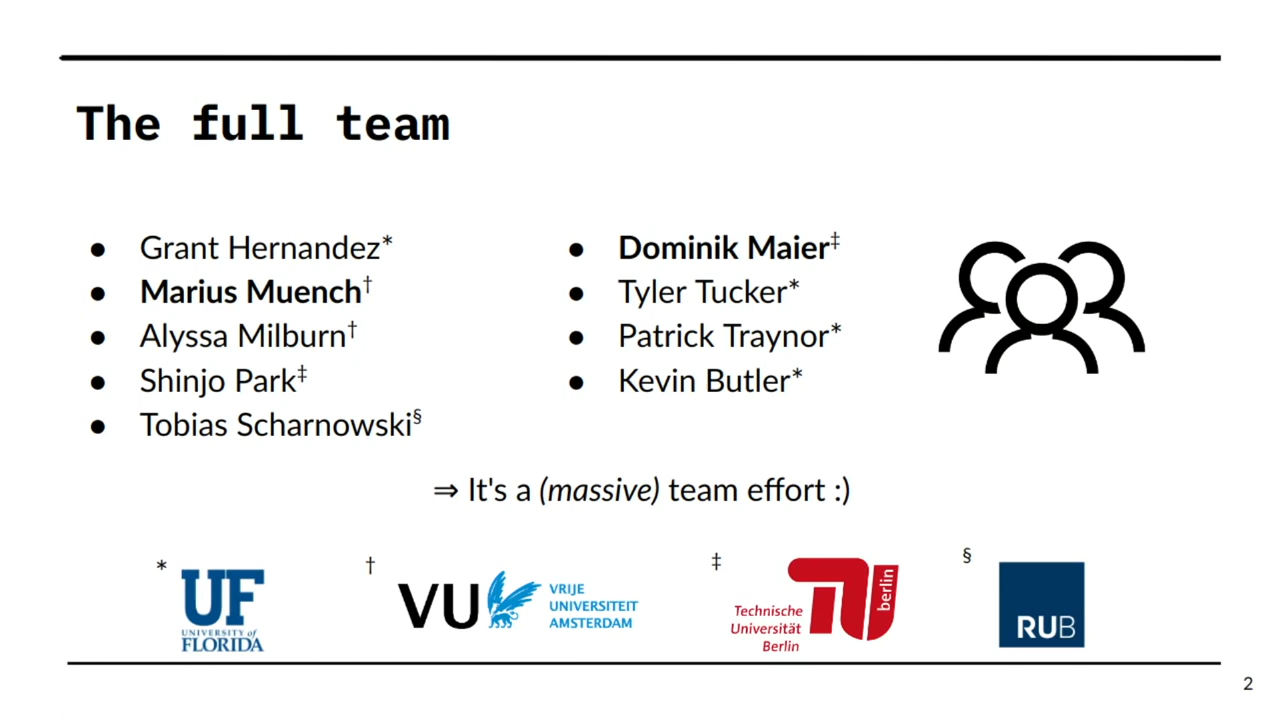 The full team
● Grant Hernandez*
● Marius Muench†
● Alyssa Milburn†
● Shinjo Park‡
● Tobias Scharnowski§
● Dominik Maier‡
● Tyler Tucker*
● Patrick Traynor*
● Kevin Butler*
⇒ It's a (massive) team effort :)
*
UF
UNIVERSITY of
FLORIDA
†
VU
VRIJE
UNIVERSITEIT
AMSTERDAM
‡
Technische
Universität
Berlin
berlin
§
RUB
2